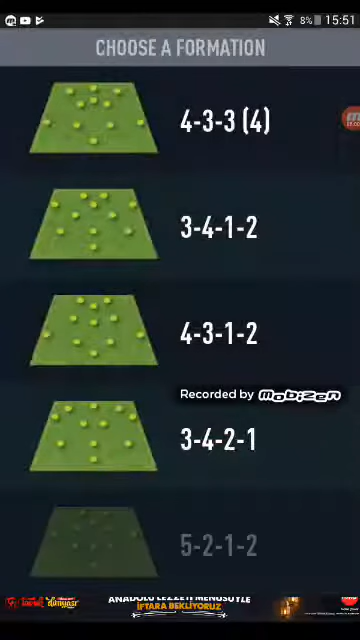 8% 15:51
CHOOSE A FORMATION
4-3-3 (4)
3-4-1-2
4-3-1-2
Recorded by mobizen
3-4-2-1
5-2-1-2
ANADOLU LEZZET MENÜSÜYLE
İFTARA BEKLİYORUZ